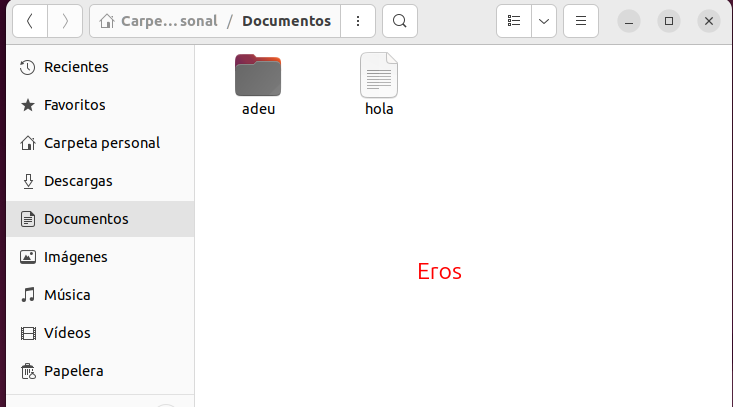 Carpe... sonal / Documentos
Recientes
Favoritos
Carpeta personal
Descargas
Documentos
Imágenes
Música
Vídeos
Papelera
adeu
hola
Eros